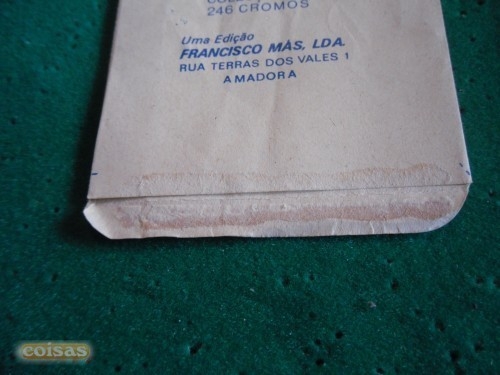 246 CROMOS
Uma Edição
FRANCISCO MÁS, LDA.
RUA TERRAS DOS VALES 1
AMADORA
coisas